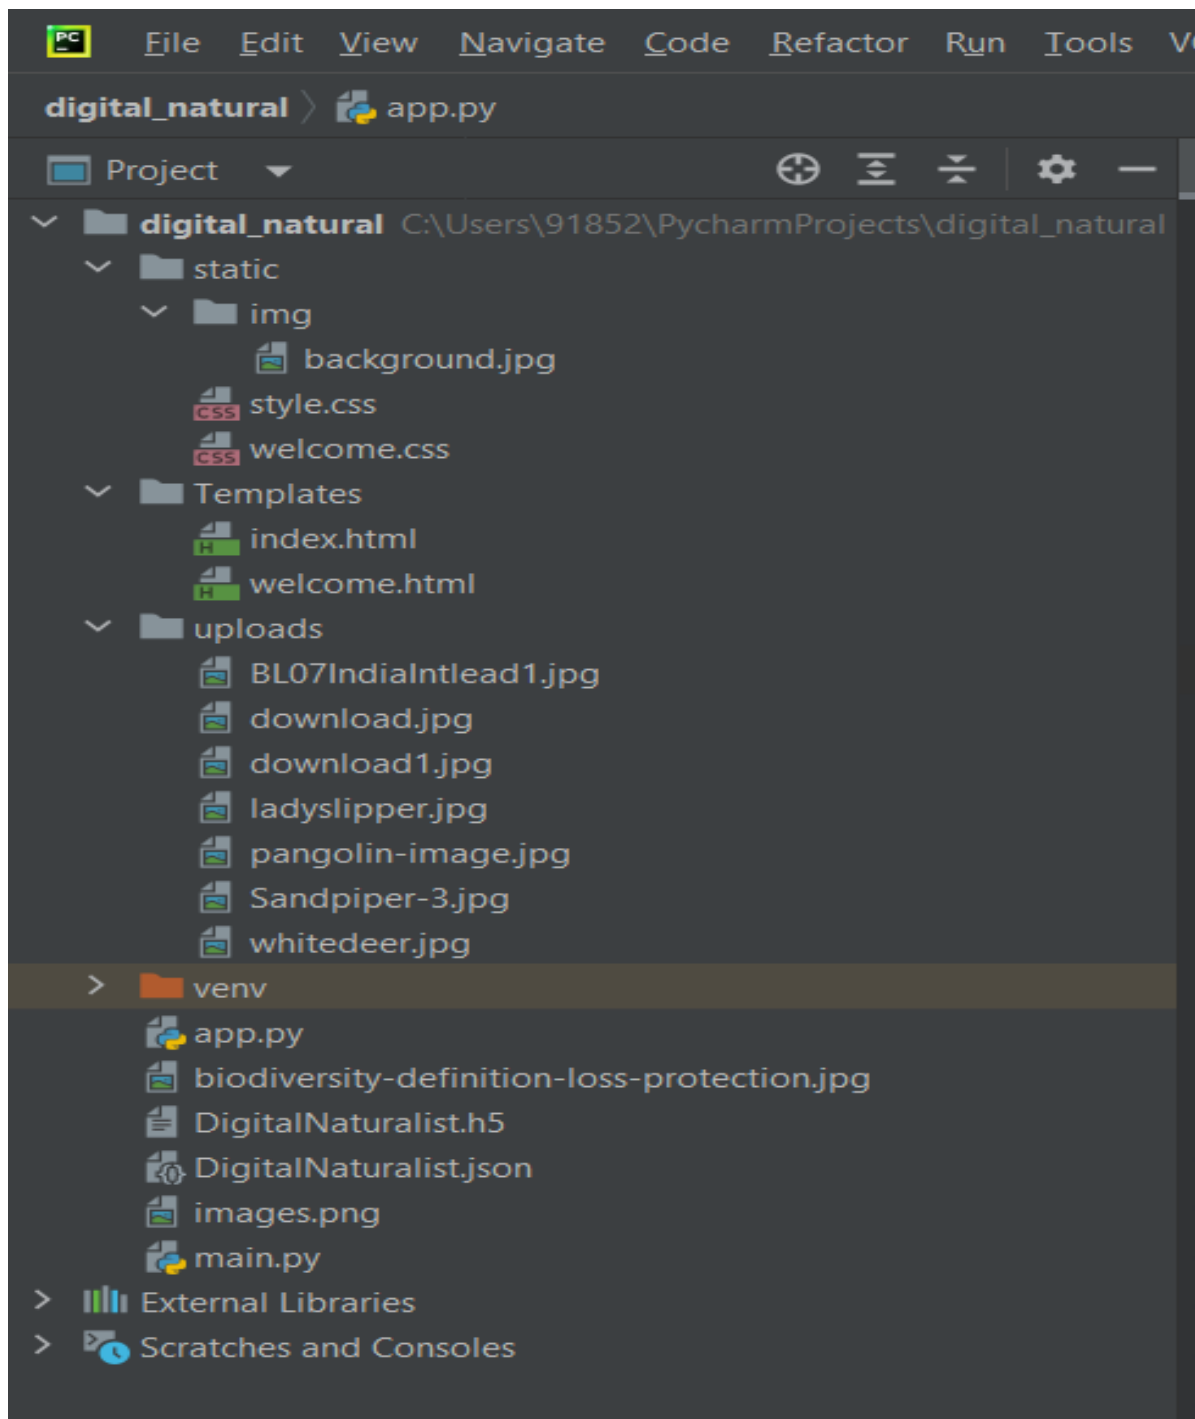 PC File Edit View Navigate Code Refactor Run Tools
digital_natural app.py
Project
digital_natural C:\Users\91852\PycharmProjects\digital_natural
static
img
background.jpg
CSS style.css
CSS welcome.css
Templates
H index.html
H welcome.html
uploads
BL07IndiaIntlead1.jpg
download.jpg
download1.jpg
ladyslipper.jpg
pangolin-image.jpg
Sandpiper-3.jpg
whitedeer.jpg
venv
app.py
biodiversity-definition-loss-protection.jpg
DigitalNaturalist.h5
DigitalNaturalist.json
images.png
main.py
External Libraries
Scratches and Consoles